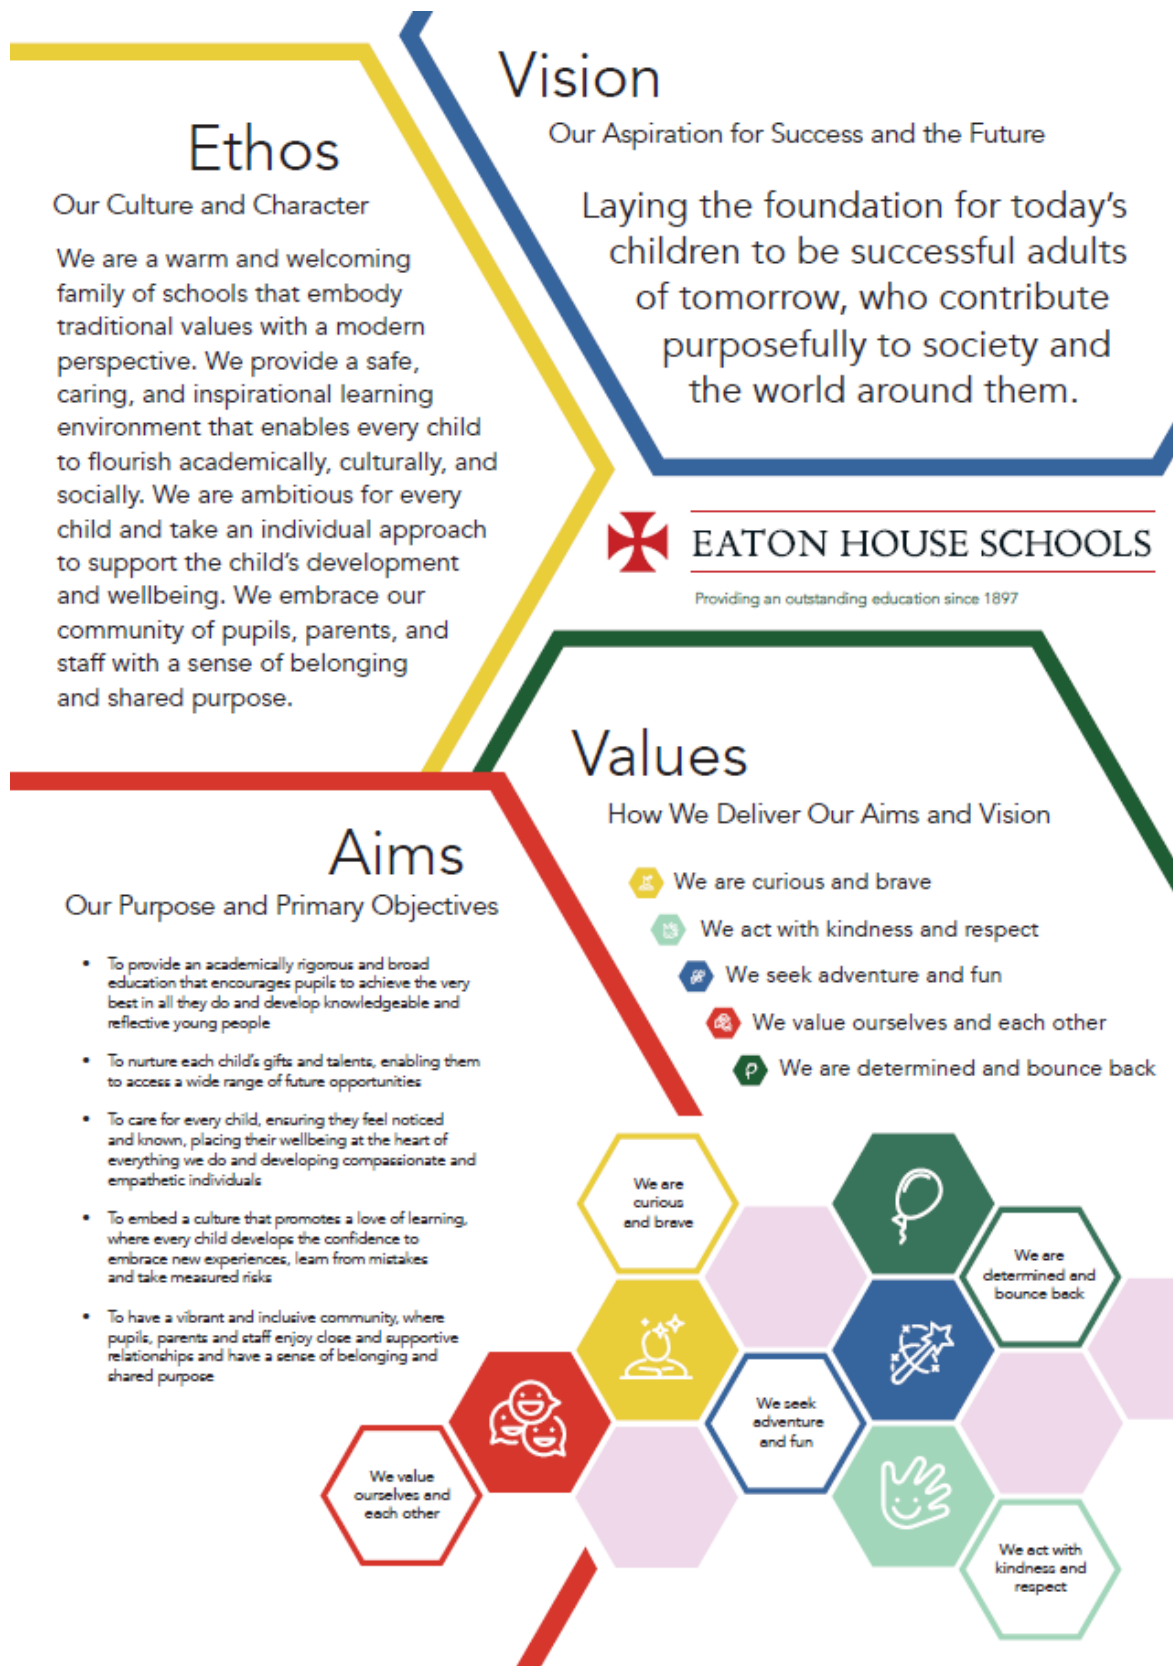 Ethos
Our Culture and Character
We are a warm and welcoming
family of schools that embody
traditional values with a modern
perspective. We provide a safe,
caring, and inspirational learning
environment that enables every child
to flourish academically, culturally, and
socially. We are ambitious for every
child and take an individual approach
to support the child's development
and wellbeing. We embrace our
community of pupils, parents, and
staff with a sense of belonging
and shared purpose.
Vision
Our Aspiration for Success and the Future
Laying the foundation for today's
children to be successful adults
of tomorrow, who contribute
purposefully to society and
the world around them.
EATON HOUSE SCHOOLS
Providing an outstanding education since 1897
Aims
Our Purpose and Primary Objectives
• To provide an academically rigorous and broad
education that encourages pupils to achieve the very
best in all they do and develop knowledgeable and
reflective young people
• To nurture each child's gifts and talents, enabling them
to access a wide range of future opportunities
• To care for every child, ensuring they feel noticed
and known, placing their wellbeing at the heart of
everything we do and developing compassionate and
empathetic individuals
• To embed a culture that promotes a love of learning,
where every child develops the confidence to
embrace new experiences, learn from mistakes
and take measured risks
• To have a vibrant and inclusive community, where
pupils, parents and staff enjoy close and supportive
relationships and have a sense of belonging and
shared purpose
Values
How We Deliver Our Aims and Vision
We are curious and brave
We act with kindness and respect
We seek adventure and fun
We value ourselves and each other
We are determined and bounce back
We are
curious
and brave
We are
determined and
bounce back
We seek
adventure
and fun
We value
ourselves and
each other
We act with
kindness and
respect